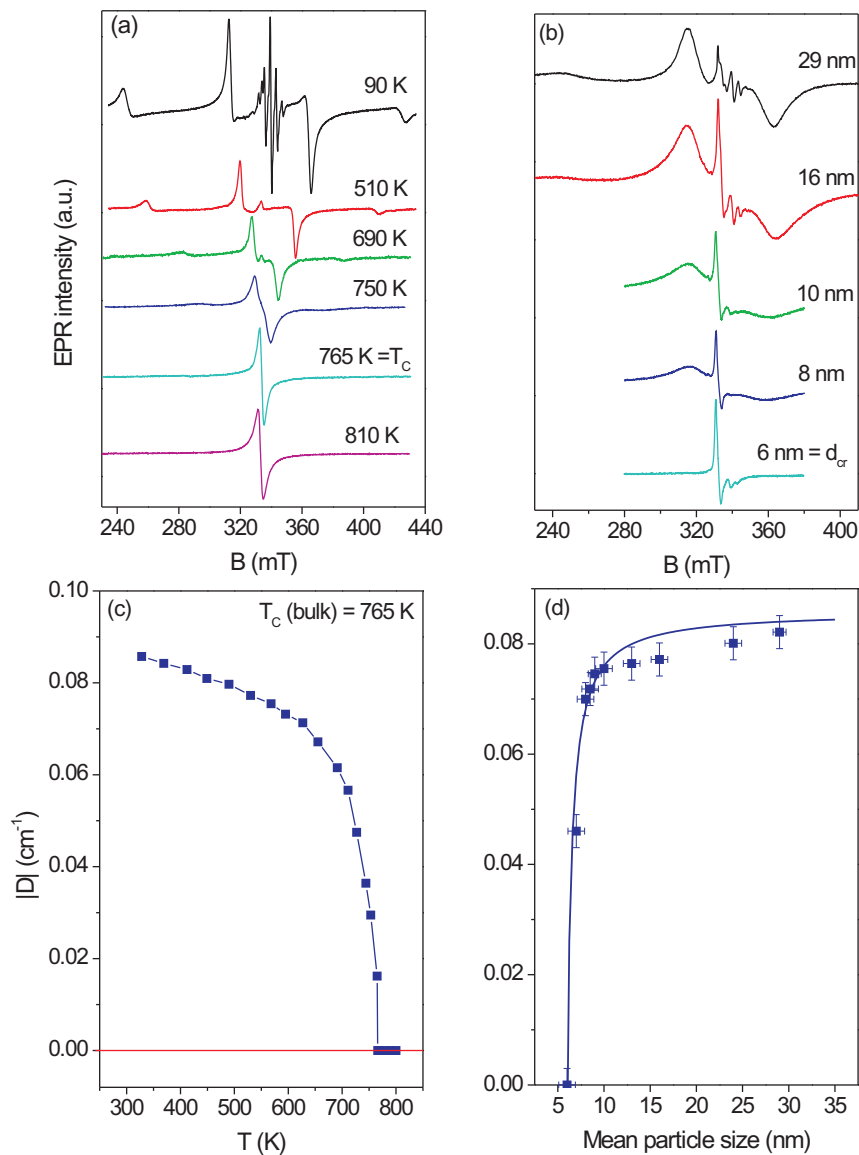 (a)
90 K
510 K
690 K
750 K
765 K =T_C
810 K
EPR intensity (a.u.)
240 280 320 360 400 440
B (mT)
(b)
29 nm
16 nm
10 nm
8 nm
6 nm = d_cr
240 280 320 360 400
B (mT)
(c)
T_C (bulk) = 765 K
0.10
0.08
0.06
0.04
0.02
0.00
|D| (cm⁻¹)
300 400 500 600 700 800
T (K)
(d)
0.08
0.06
0.04
0.02
0.00
5 10 15 20 25 30 35
Mean particle size (nm)